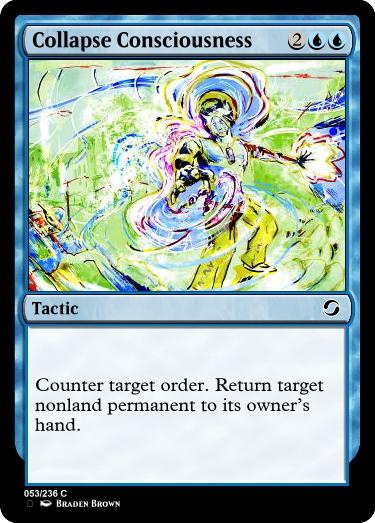 Collapse Consciousness 2
Tactic
Counter target order. Return target
nonland permanent to its owner's
hand.
053/236 C
Braden Brown